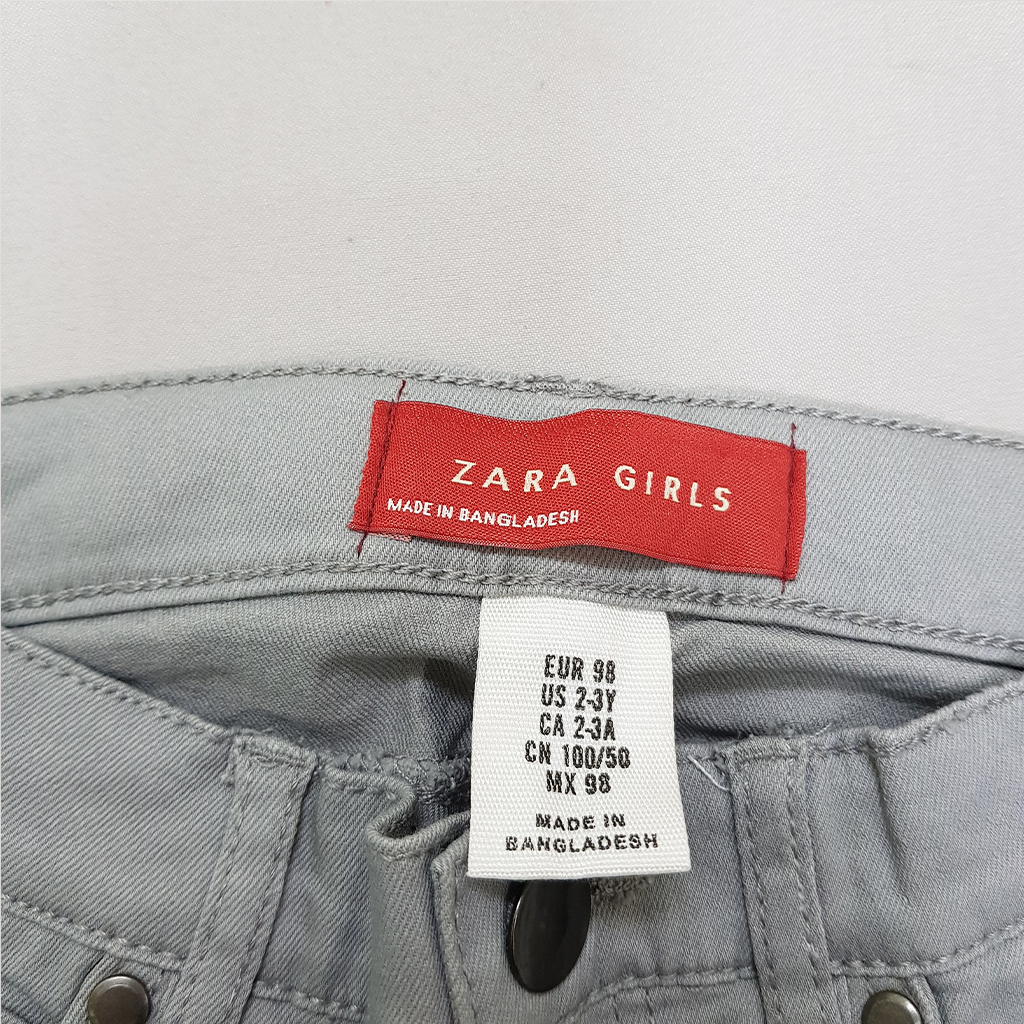 ZARA GIRLS
MADE IN BANGLADESH
EUR 98
US 2-3Y
CA 2-3A
CN 100/50
MX 98
MADE IN
BANGLADESH